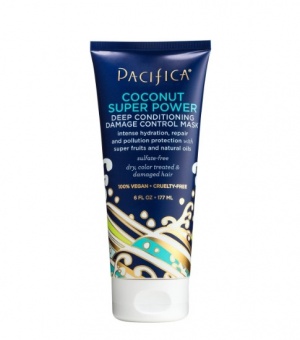 PACIFICA®
COCONUT
SUPER POWER
DEEP CONDITIONING
DAMAGE CONTROL MASK
intense hydration, repair
and pollution protection with
super fruits and natural oils
sulfate-free
dry, color treated &
damaged hair
100% VEGAN • CRUELTY-FREE
6 FL OZ • 177 ML